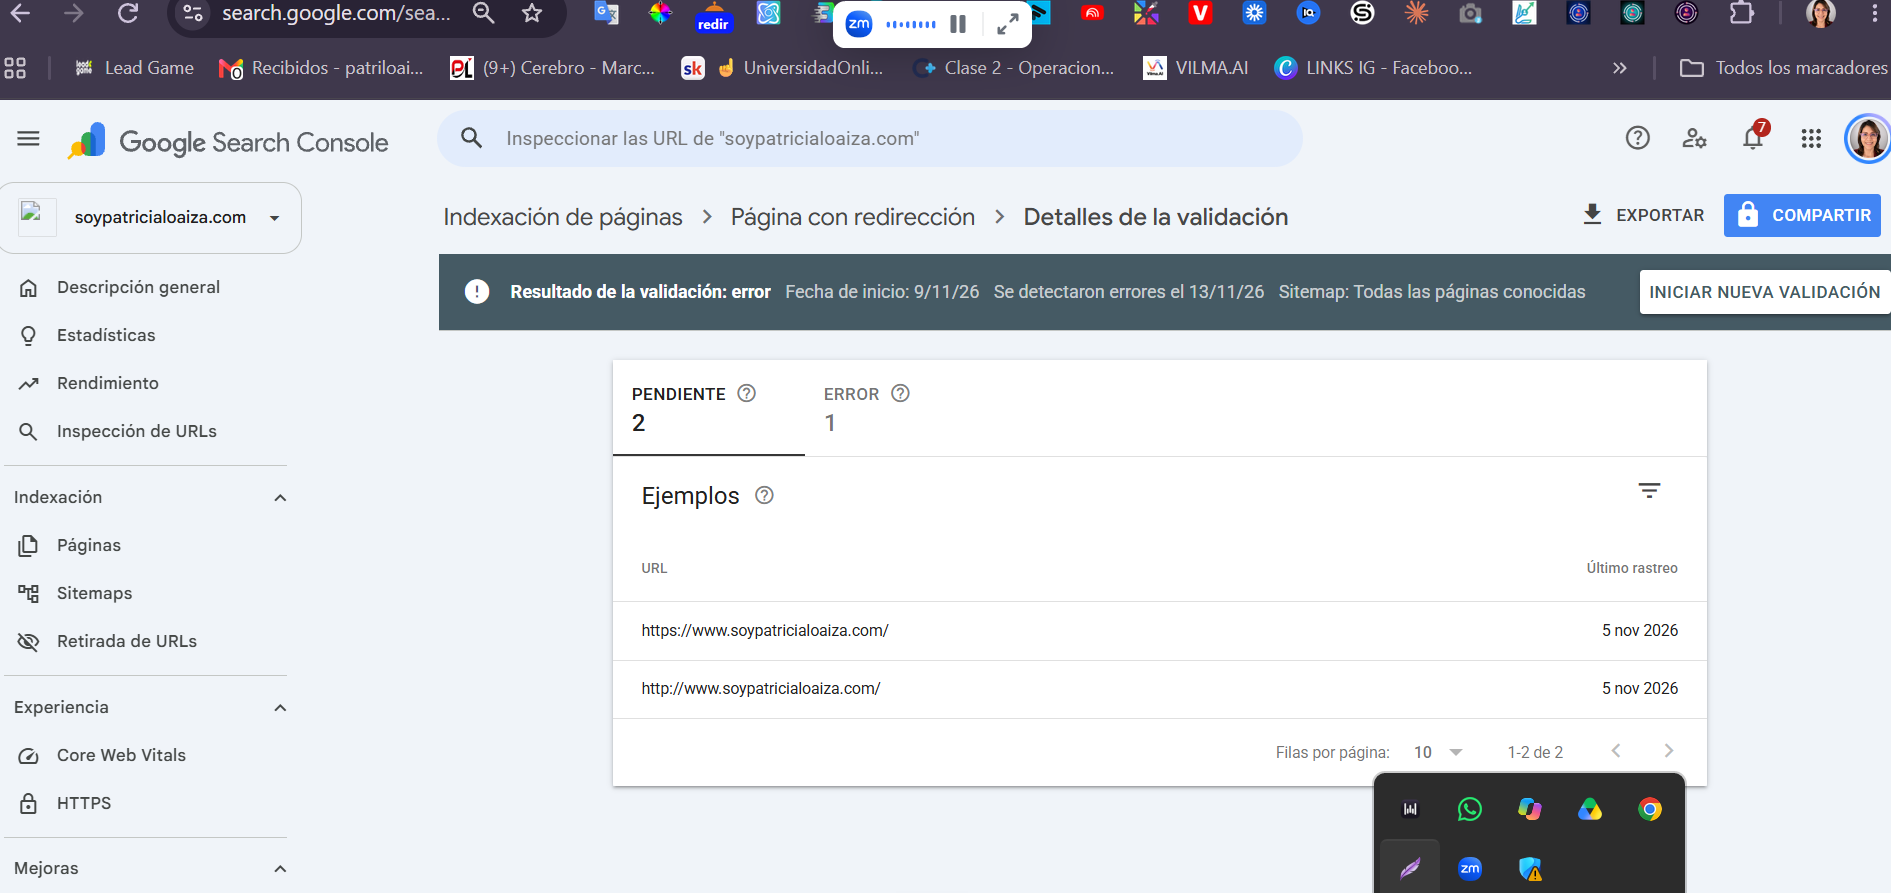 search.google.com/sea...
redir
zm
Lead Game
Recibidos - patriloai...
(9+) Cerebro - Marc...
sk
UniversidadOnli...
Clase 2 - Operacion...
VILMA.AI
LINKS IG - Faceboo...
Todos los marcadores
Google Search Console
Inspeccionar las URL de "soypatricialoaiza.com"
7
soypatricialoaiza.com
Indexación de páginas > Página con redirección > Detalles de la validación
EXPORTAR
COMPARTIR
Descripción general
Estadísticas
Rendimiento
Inspección de URLs
Indexación
Páginas
Sitemaps
Retirada de URLs
Experiencia
Core Web Vitals
HTTPS
Mejoras
Resultado de la validación: error Fecha de inicio: 9/11/26 Se detectaron errores el 13/11/26 Sitemap: Todas las páginas conocidas
INICIAR NUEVA VALIDACIÓN
PENDIENTE
2
ERROR
1
Ejemplos
URL Último rastreo
https://www.soypatricialoaiza.com/ 5 nov 2026
http://www.soypatricialoaiza.com/ 5 nov 2026
Filas por página: 10 1-2 de 2
zm